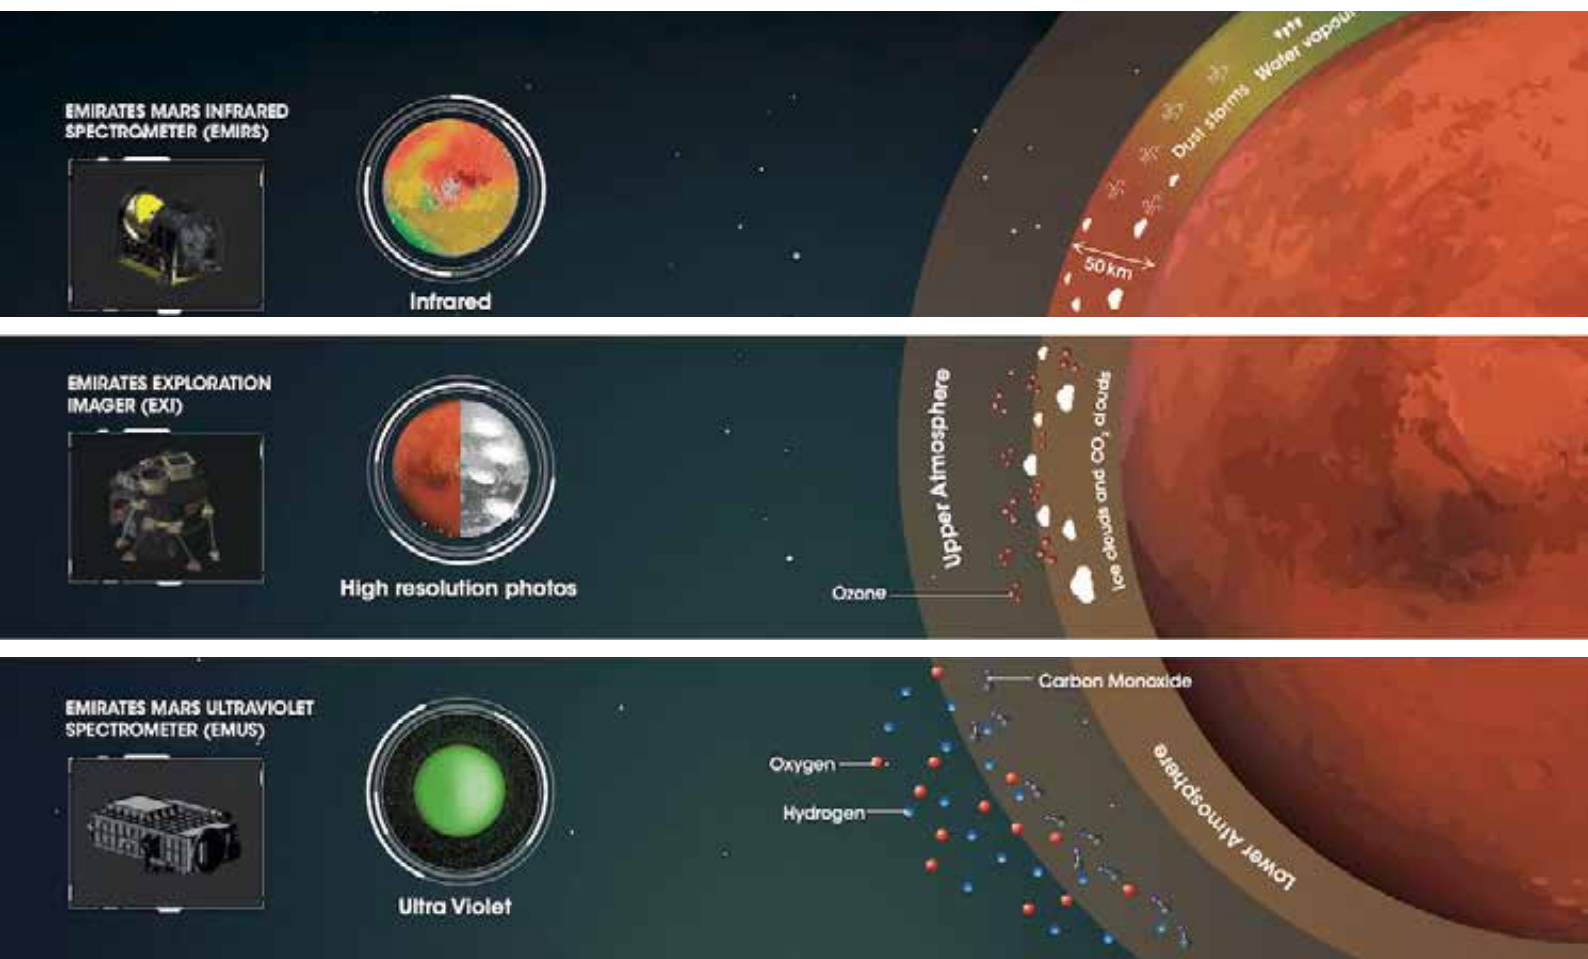 EMIRATES MARS INFRARED
SPECTROMETER (EMIRS)
Infrared
Dust storms
Water vapour
50 km
EMIRATES EXPLORATION
IMAGER (EXI)
High resolution photos
Upper Atmosphere
Ice clouds and CO₂ clouds
Ozone
EMIRATES MARS ULTRAVIOLET
SPECTROMETER (EMUS)
Ultra Violet
Carbon Monoxide
Oxygen
Hydrogen
Lower Atmosphere